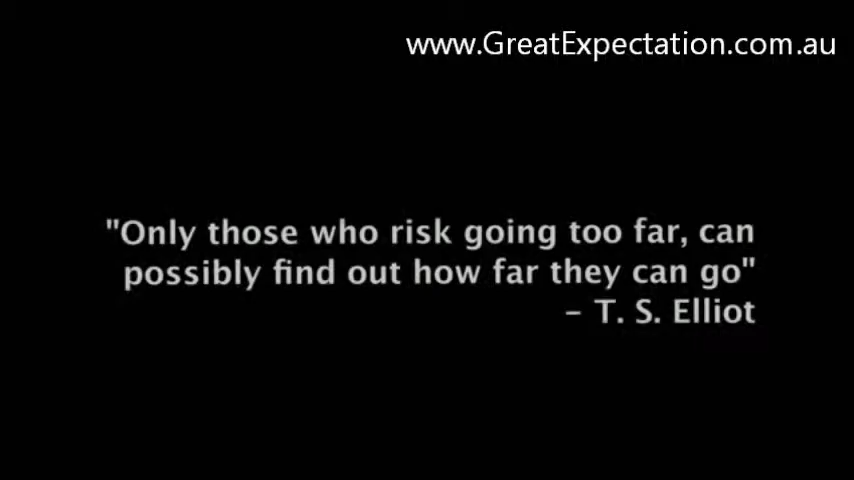 www.GreatExpectation.com.au
"Only those who risk going too far, can
possibly find out how far they can go"
– T. S. Elliot